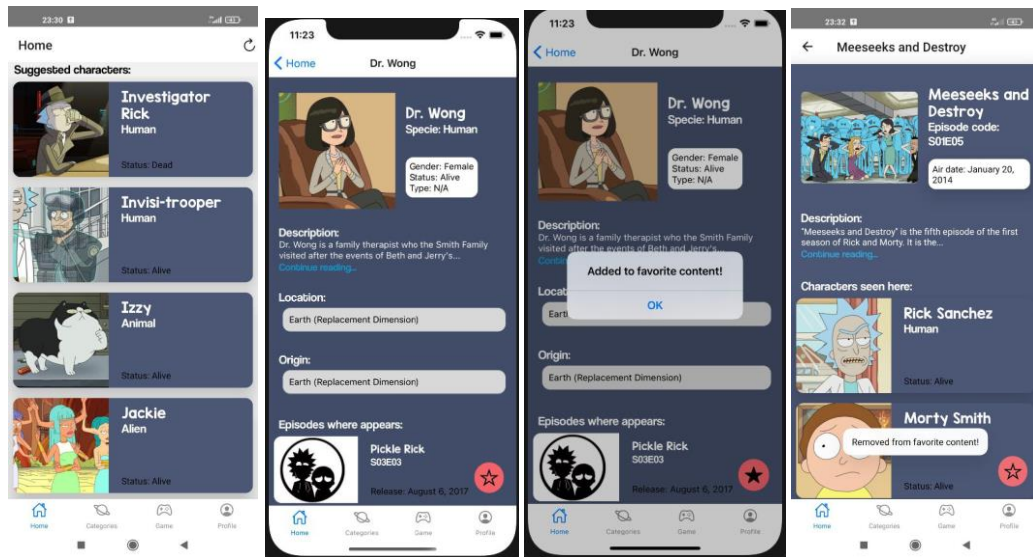 23:30
Home
Suggested characters:
Investigator
Rick
Human
Status: Dead
Invisi-trooper
Human
Status: Alive
Izzy
Animal
Status: Alive
Jackie
Alien
Status: Alive
Home
Categories
Game
Profile
11:23
Home
Dr. Wong
Dr. Wong
Specie: Human
Gender: Female
Status: Alive
Type: N/A
Description:
Dr. Wong is a family therapist who the Smith Family
visited after the events of Beth and Jerry's...
Continue reading...
Location:
Earth (Replacement Dimension)
Origin:
Earth (Replacement Dimension)
Episodes where appears:
Pickle Rick
S03E03
Release: August 6, 2017
Home
Categories
Game
Profile
11:23
Home
Dr. Wong
Dr. Wong
Specie: Human
Gender: Female
Status: Alive
Type: N/A
Description:
Dr. Wong is a family therapist who the Smith Family
visited after the events of Beth and Jerry's...
Contin
Added to favorite content!
OK
Locat
Earth
Origin:
Earth (Replacement Dimension)
Episodes where appears:
Pickle Rick
S03E03
Release: August 6, 2017
Home
Categories
Game
Profile
23:32
Meeseeks and Destroy
Meeseeks and
Destroy
Episode code:
S01E05
Air date: January 20,
2014
Description:
"Meeseeks and Destroy" is the fifth episode of the first
season of Rick and Morty. It is the...
Continue reading...
Characters seen here:
Rick Sanchez
Human
Status: Alive
Morty Smith
Removed from favorite content!
Status: Alive
Home
Categories
Game
Profile